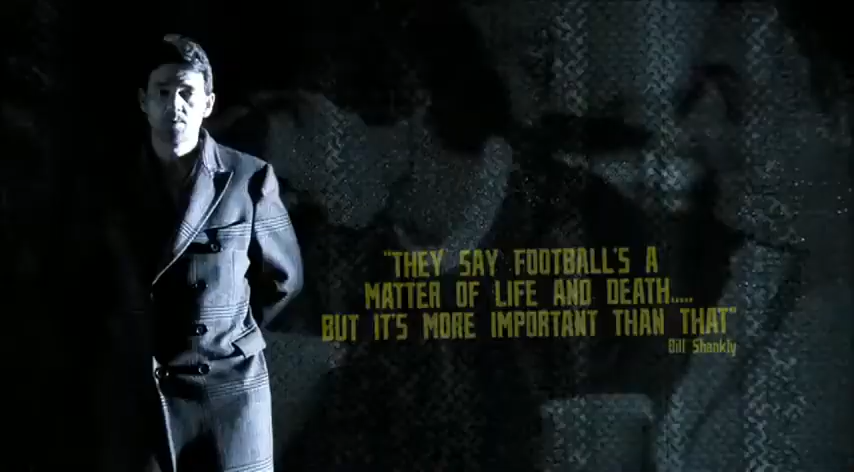 "THEY SAY FOOTBALL'S A
MATTER OF LIFE AND DEATH.....
BUT IT'S MORE IMPORTANT THAN THAT"
Bill Shankly